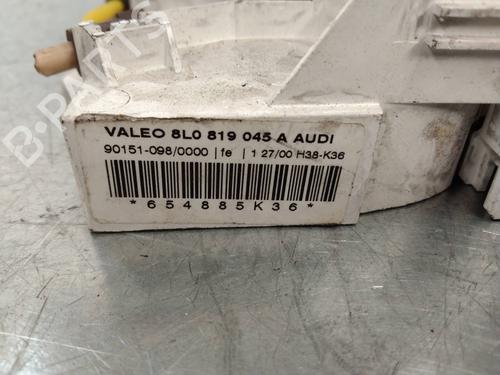 VALEO 8L0 819 045 A AUDI
90151-098/0000 | fe | 1 27/00 H38-K36
*654885K36*
B-PARTS